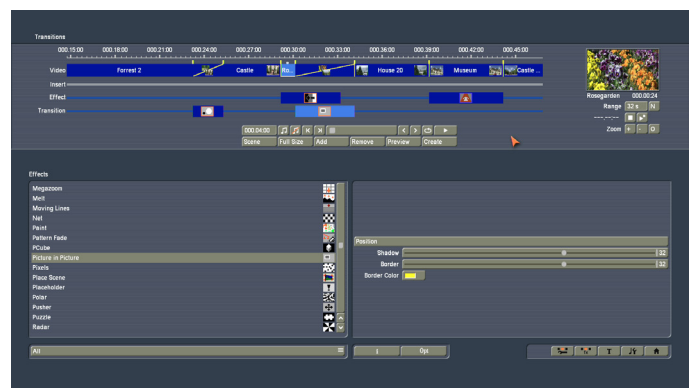 Transitions
000.15:00 000.18:00 000.21:00 000.24:00 000.27:00 000.30:00 000.33:00 000.36:00 000.39:00 000.42:00 000.45:00
Video Forrest 2 Castle Ro... House 2D Museum Castle ...
Insert
Effect
Rosegarden 000.00:24
Transition
Range 32 s N
---,--:--
000.04:00
Zoom + - O
Scene Full Size Add Remove Preview Create
Effects
Megazoom
Melt
Moving Lines
Net
Paint
Pattern Fade
PCube
Picture in Picture
Pixels
Place Scene
Placeholder
Polar
Pusher
Puzzle
Radar
Position
Shadow 32
Border 32
Border Color
All
I Opt T